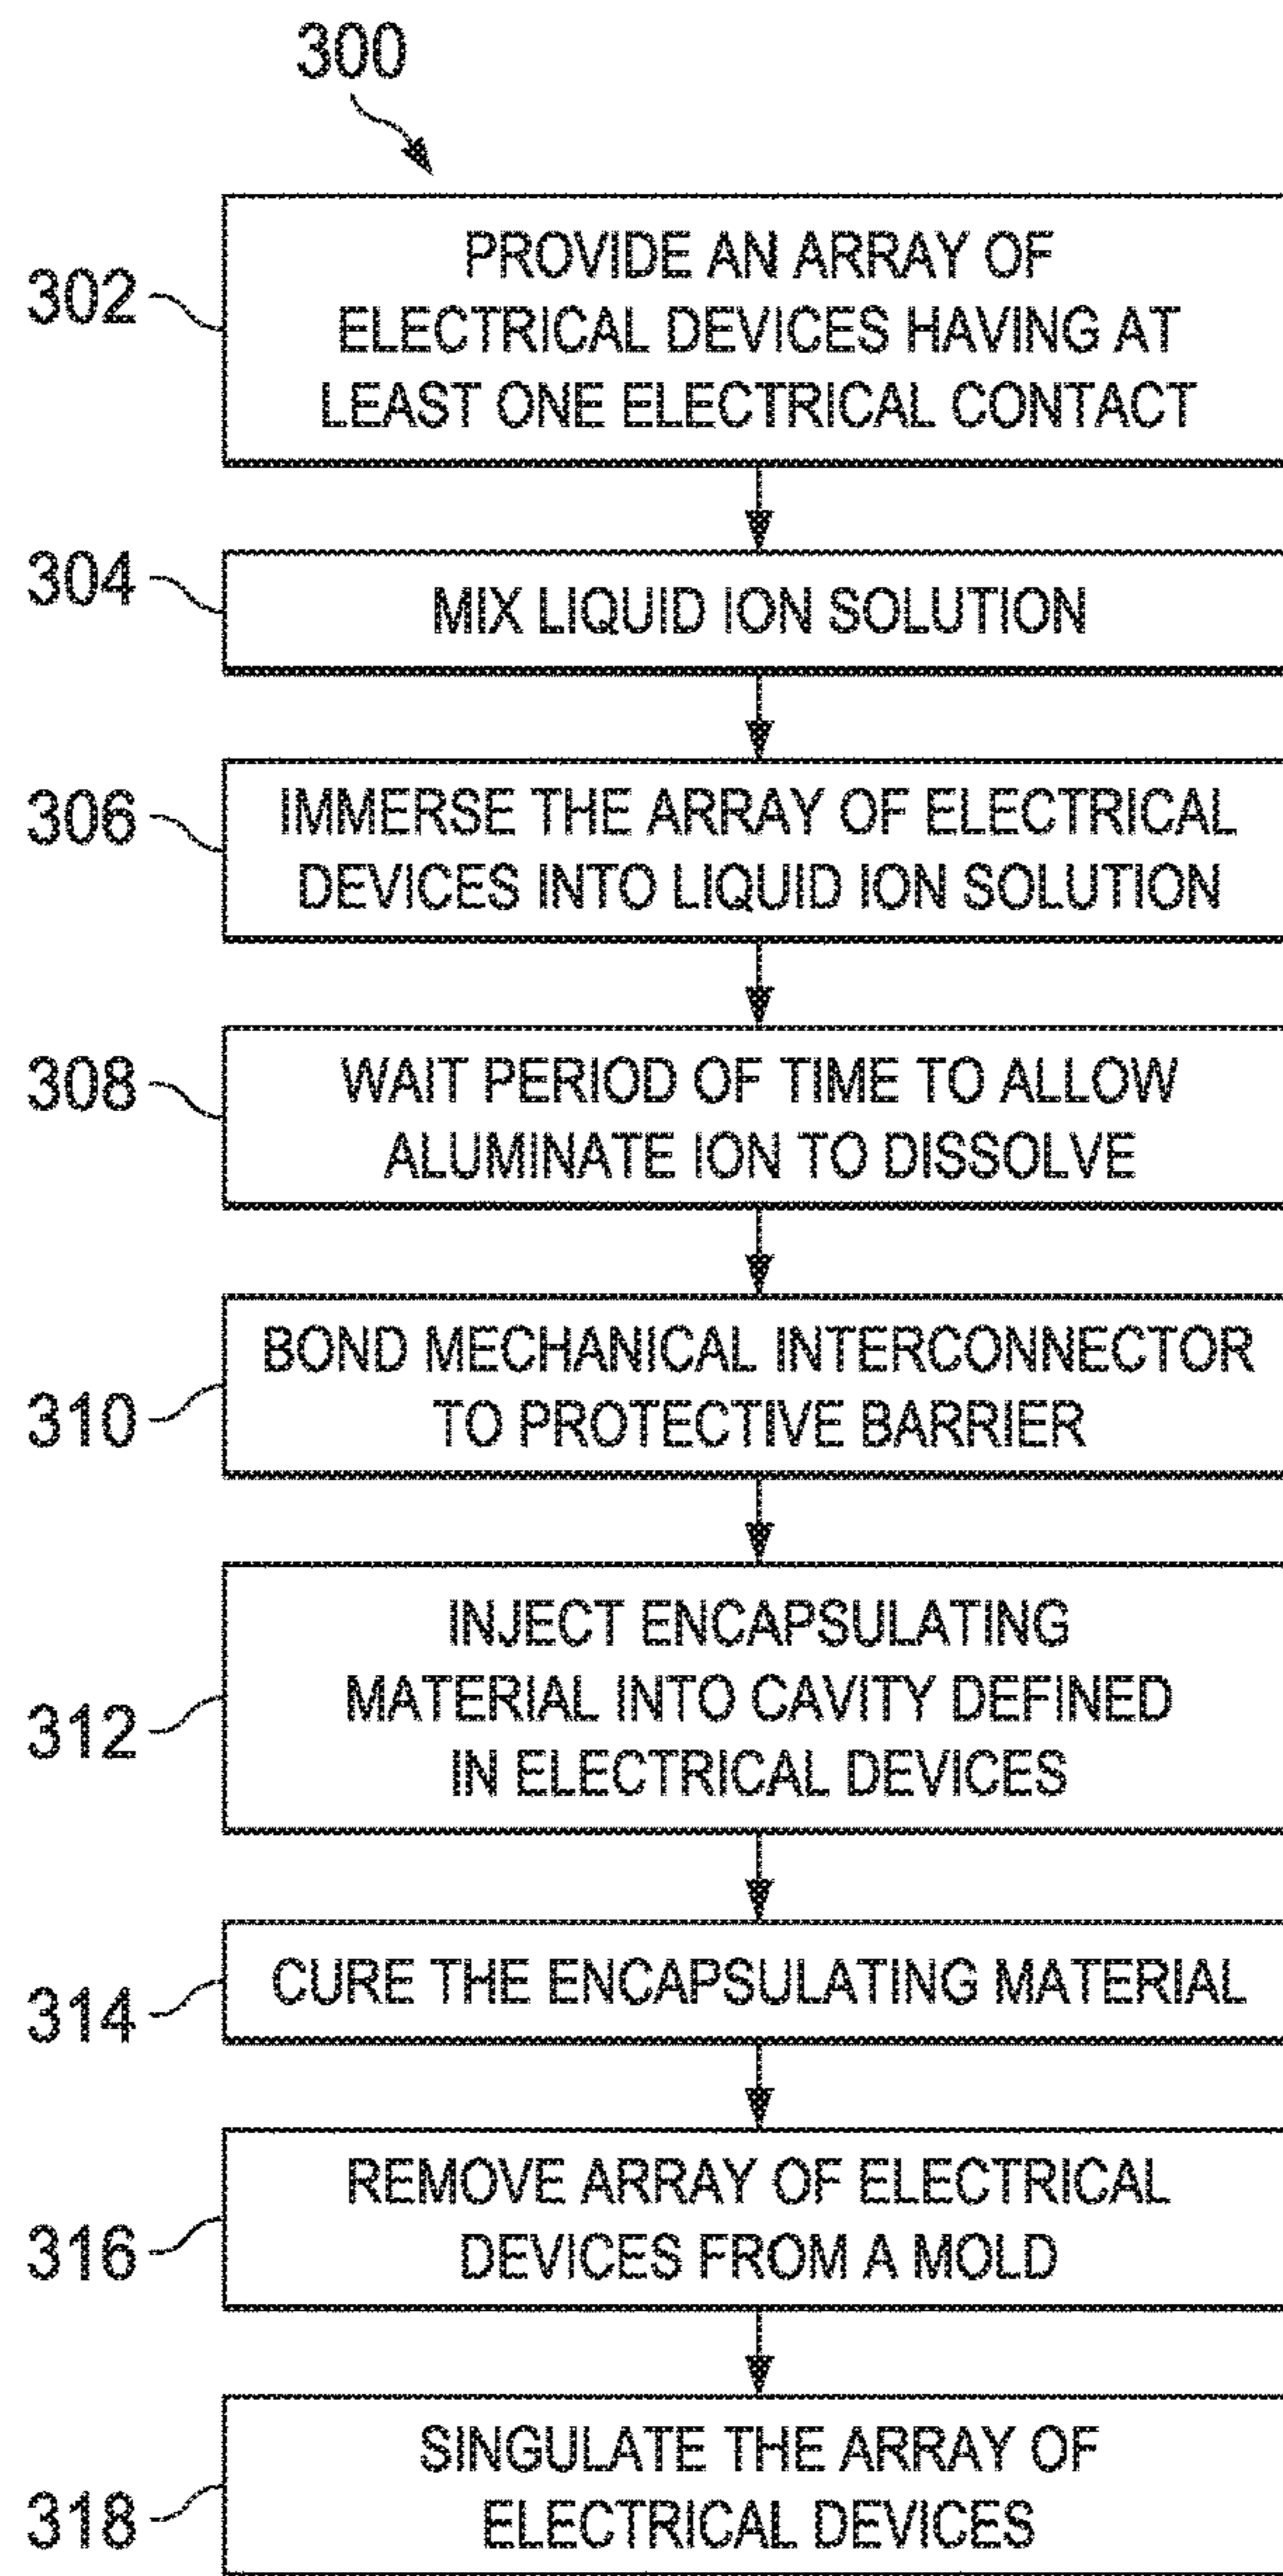 300
302
PROVIDE AN ARRAY OF
ELECTRICAL DEVICES HAVING AT
LEAST ONE ELECTRICAL CONTACT
304
MIX LIQUID ION SOLUTION
306
IMMERSE THE ARRAY OF ELECTRICAL
DEVICES INTO LIQUID ION SOLUTION
308
WAIT PERIOD OF TIME TO ALLOW
ALUMINATE ION TO DISSOLVE
310
BOND MECHANICAL INTERCONNECTOR
TO PROTECTIVE BARRIER
312
INJECT ENCAPSULATING
MATERIAL INTO CAVITY DEFINED
IN ELECTRICAL DEVICES
314
CURE THE ENCAPSULATING MATERIAL
316
REMOVE ARRAY OF ELECTRICAL
DEVICES FROM A MOLD
318
SINGULATE THE ARRAY OF
ELECTRICAL DEVICES